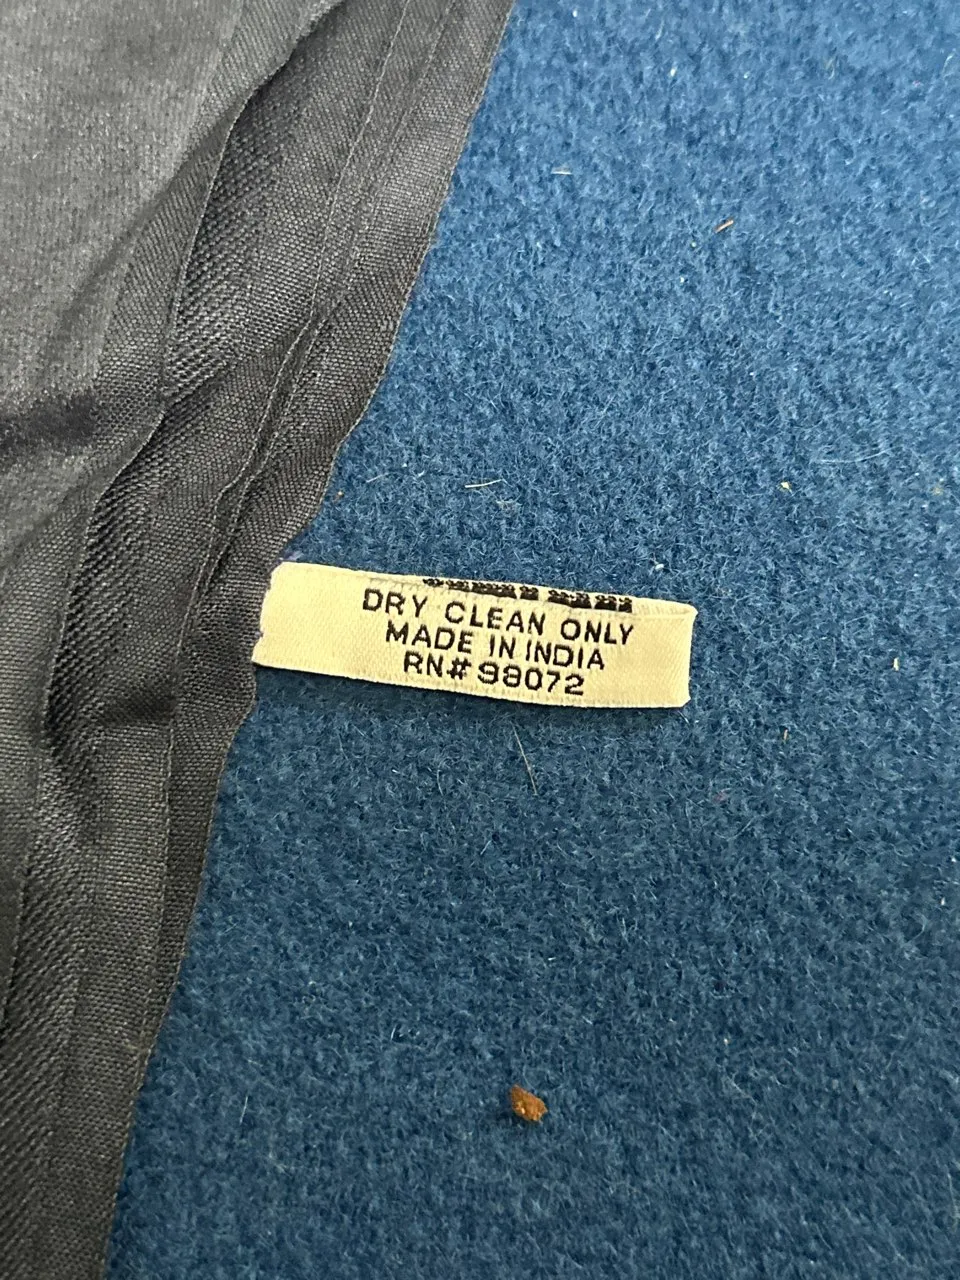 DRY CLEAN ONLY
MADE IN INDIA
RN# 98072